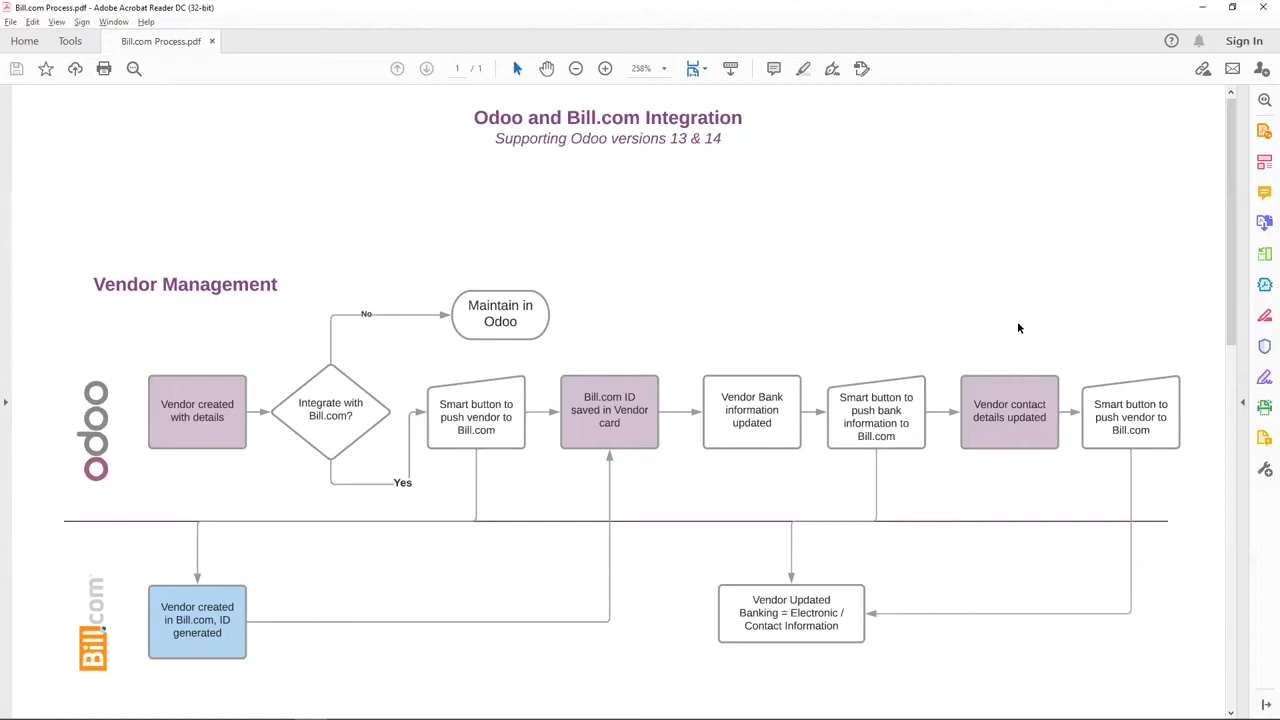 Bill.com Process.pdf - Adobe Acrobat Reader DC (32-bit)
File Edit View Sign Window Help
Home Tools Bill.com Process.pdf × Sign In
1 / 1 258%
Odoo and Bill.com Integration
Supporting Odoo versions 13 & 14
Vendor Management
No
Maintain in
Odoo
odoo
Vendor created
with details
Integrate with
Bill.com?
Yes
Smart button to
push vendor to
Bill.com
Bill.com ID
saved in Vendor
card
Vendor Bank
information
updated
Smart button to
push bank
information to
Bill.com
Vendor contact
details updated
Smart button to
push vendor to
Bill.com
Bill.com
Vendor created
in Bill.com, ID
generated
Vendor Updated
Banking = Electronic /
Contact Information